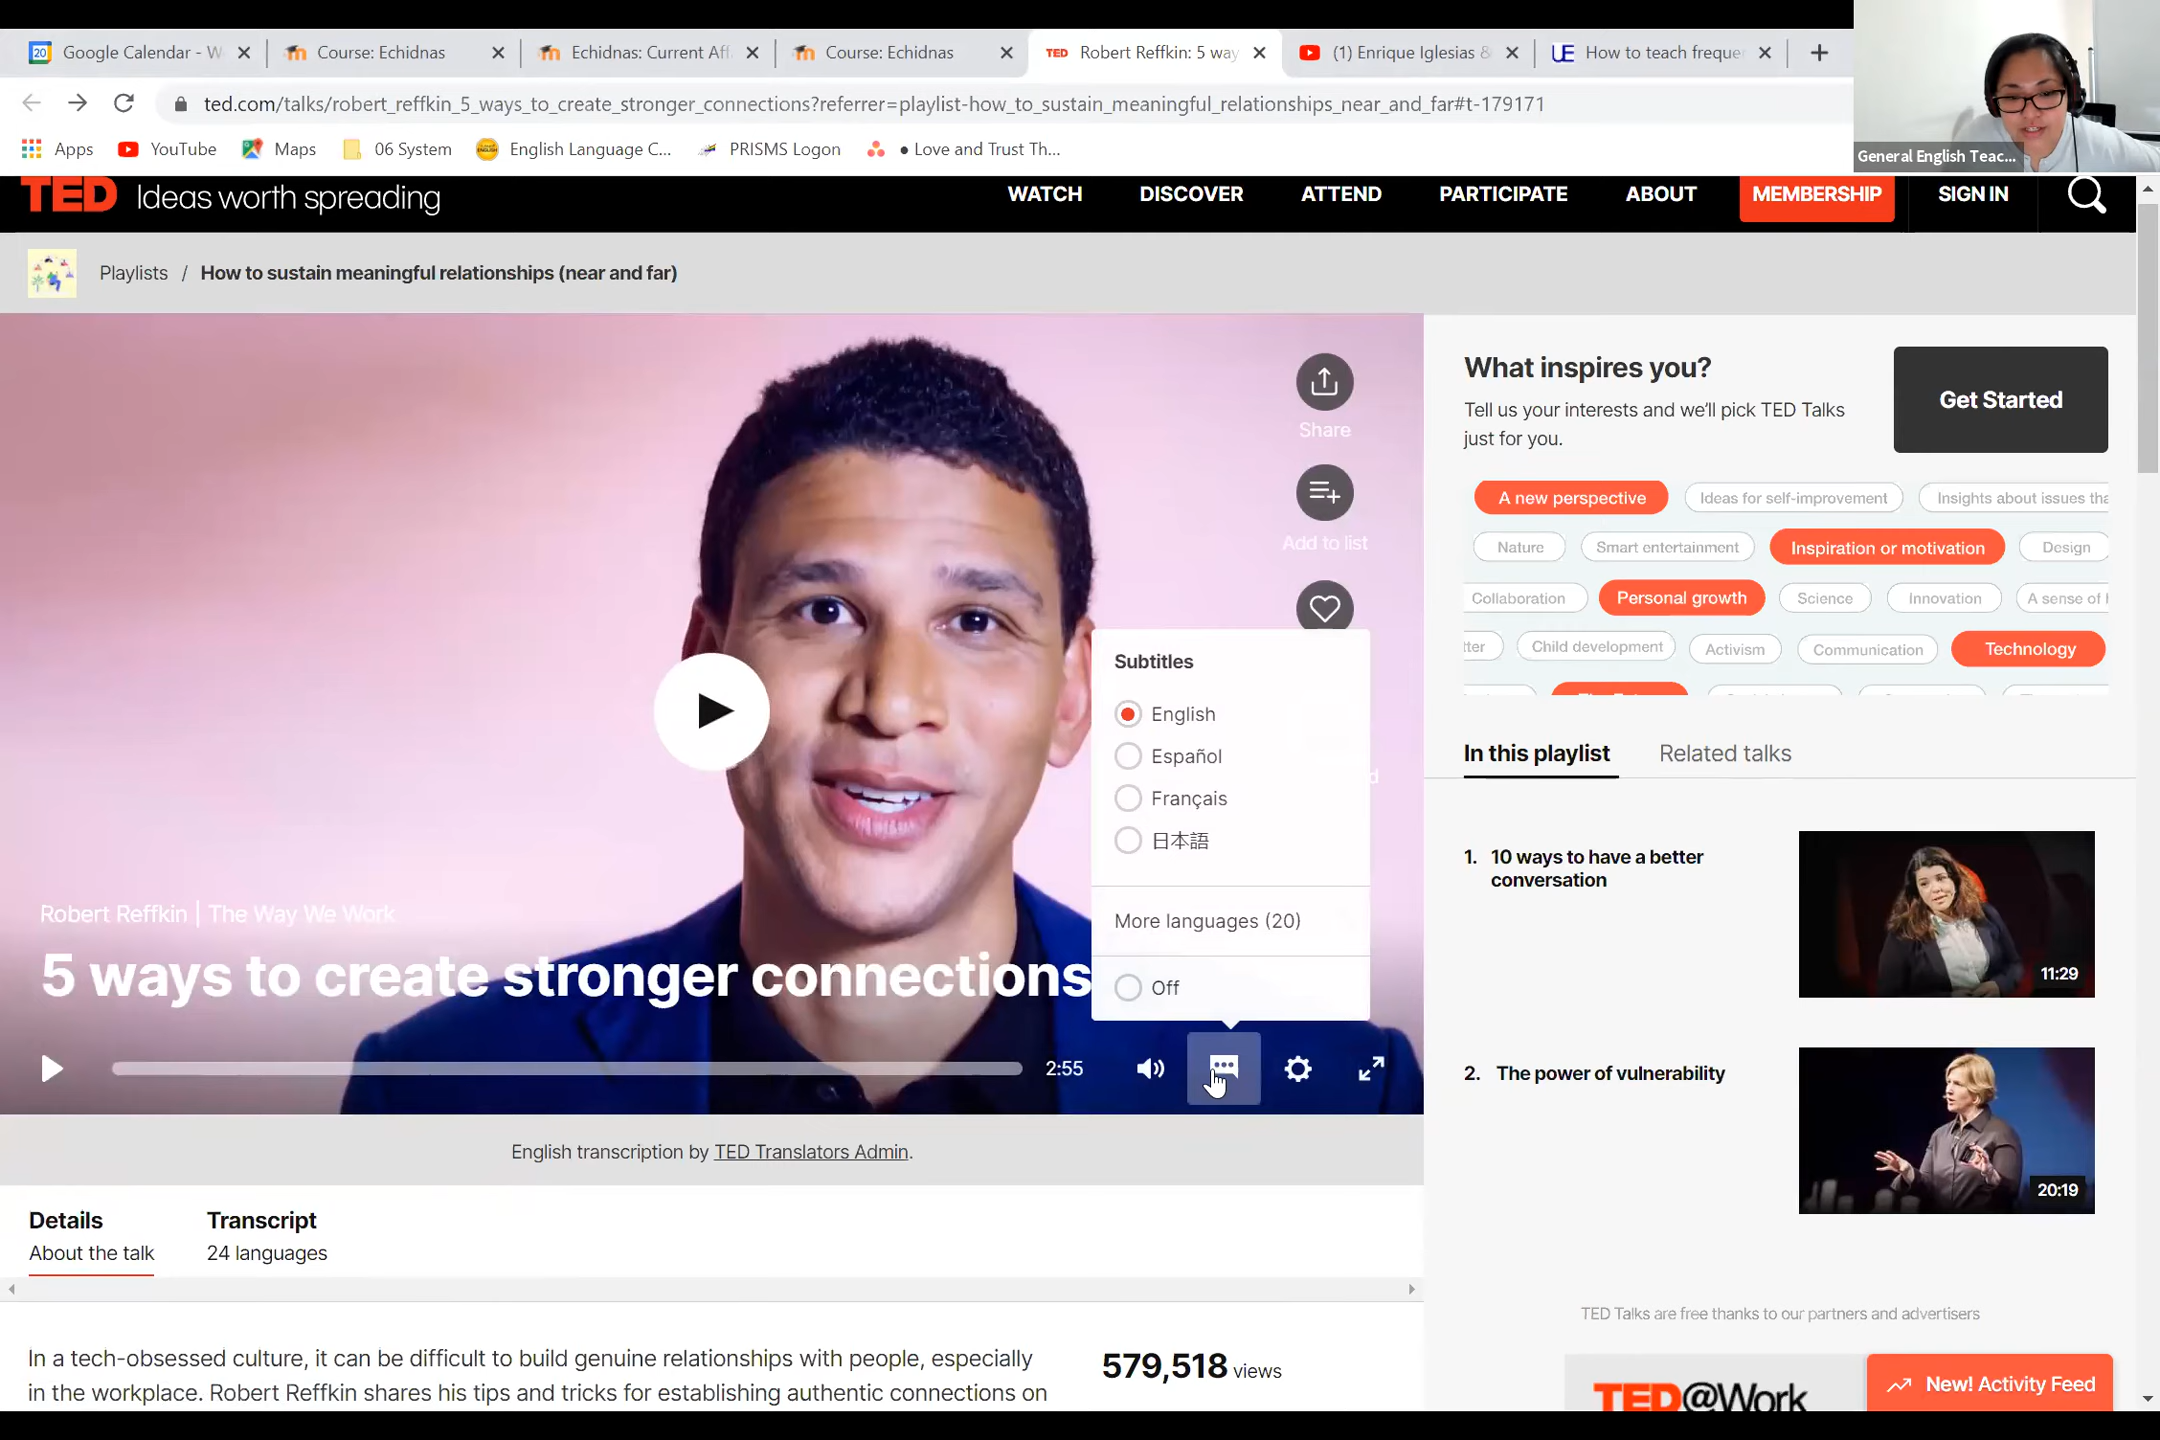 20 Google Calendar - W
Course: Echidnas
Echidnas: Current Aff
Course: Echidnas
TED Robert Reffkin: 5 way
(1) Enrique Iglesias &
UE How to teach freque
ted.com/talks/robert_reffkin_5_ways_to_create_stronger_connections?referrer=playlist-how_to_sustain_meaningful_relationships_near_and_far#t-179171
General English Teac...
Apps YouTube Maps 06 System English Language C... PRISMS Logon • Love and Trust Th...
TED Ideas worth spreading
WATCH DISCOVER ATTEND PARTICIPATE ABOUT MEMBERSHIP SIGN IN
Playlists / How to sustain meaningful relationships (near and far)
Share
Add to list
Subtitles
English
Español
Français
日本語
More languages (20)
Off
Robert Reffkin | The Way We Work
5 ways to create stronger connections
2:55
English transcription by TED Translators Admin.
Details
About the talk
Transcript
24 languages
In a tech-obsessed culture, it can be difficult to build genuine relationships with people, especially
in the workplace. Robert Reffkin shares his tips and tricks for establishing authentic connections on
579,518 views
What inspires you?
Tell us your interests and we'll pick TED Talks
just for you.
Get Started
A new perspective Ideas for self-improvement Insights about issues tha
Nature Smart entertainment Inspiration or motivation Design
Collaboration Personal growth Science Innovation A sense of h
tter Child development Activism Communication Technology
In this playlist Related talks
1. 10 ways to have a better
conversation
11:29
2. The power of vulnerability
20:19
TED Talks are free thanks to our partners and advertisers
TED@Work
New! Activity Feed